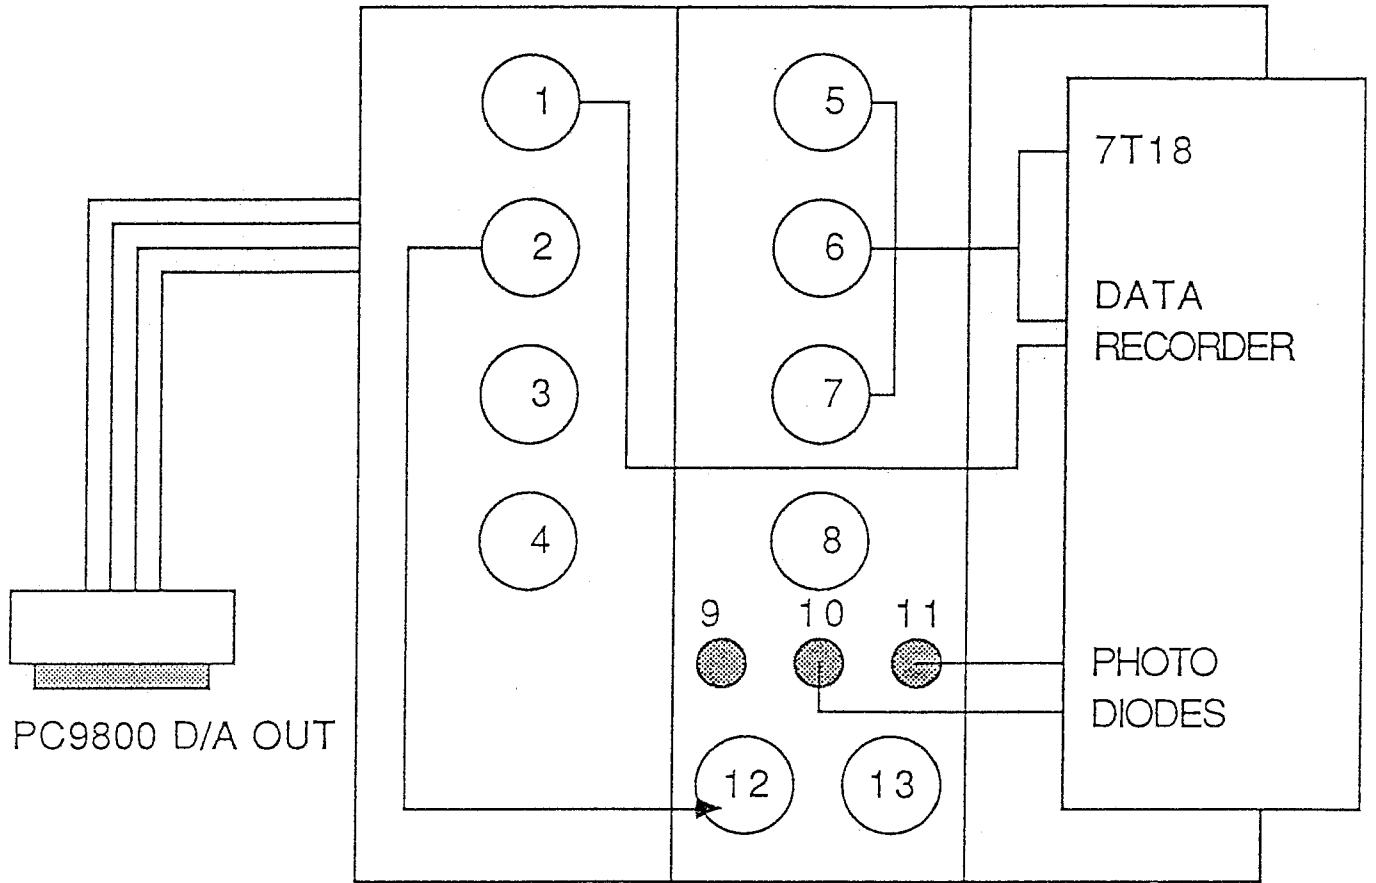 1
5
7T18
2
6
DATA
RECORDER
3
7
4
8
9
10
11
PHOTO
DIODES
PC9800 D/A OUT
12
13